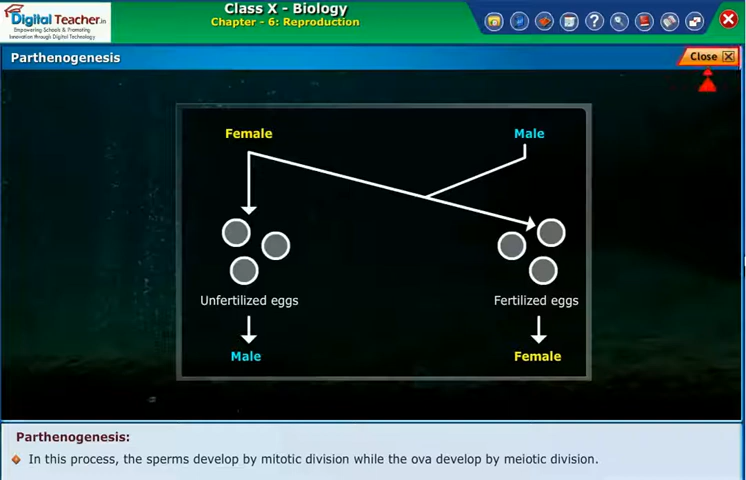 Digital Teacher.in
Empowering Schools & Promoting
Innovation through Digital Technology
Class X - Biology
Chapter - 6: Reproduction
Parthenogenesis
Close
Female
Male
Unfertilized eggs
Fertilized eggs
Male
Female
Parthenogenesis:
In this process, the sperms develop by mitotic division while the ova develop by meiotic division.